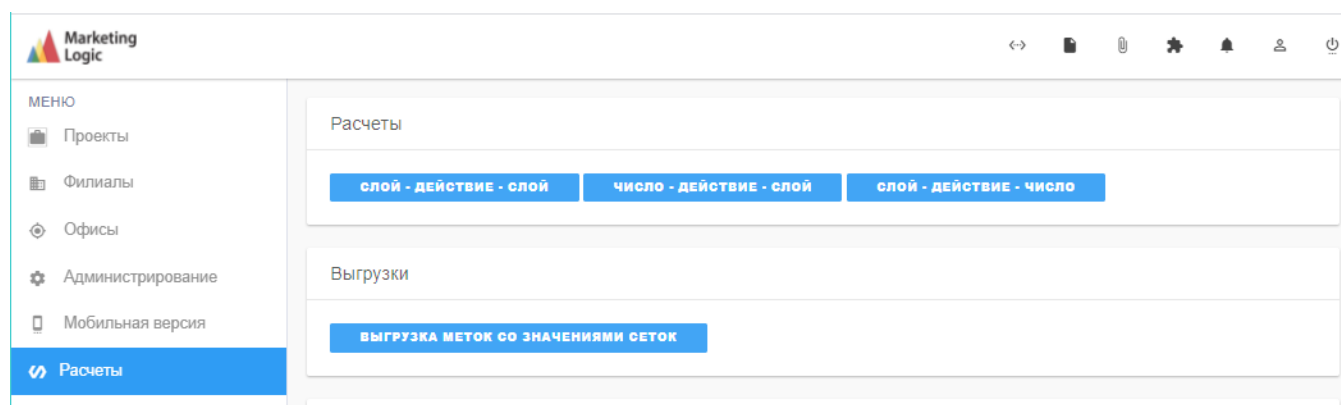 Marketing
Logic
МЕНЮ
Проекты
Филиалы
Офисы
Администрирование
Мобильная версия
Расчеты
Расчеты
СЛОЙ - ДЕЙСТВИЕ - СЛОЙ ЧИСЛО - ДЕЙСТВИЕ - СЛОЙ СЛОЙ - ДЕЙСТВИЕ - ЧИСЛО
Выгрузки
ВЫГРУЗКА МЕТОК СО ЗНАЧЕНИЯМИ СЕТОК